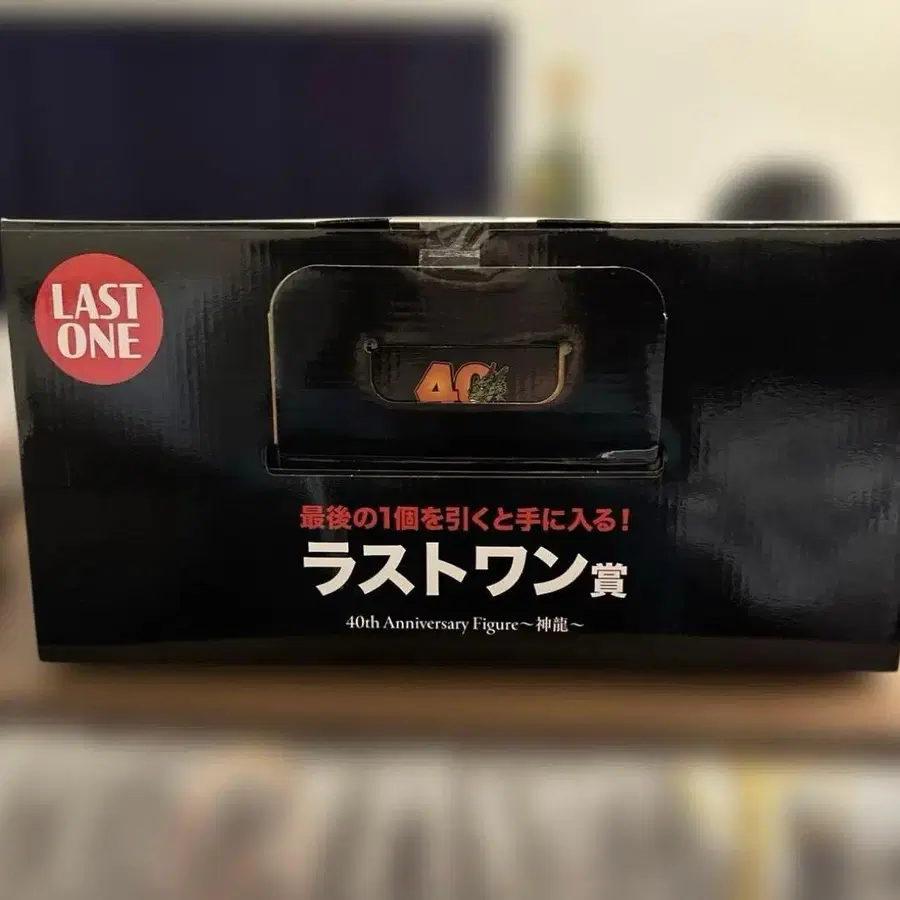 LAST
ONE
40
最後の1個を引くと手に入る!
ラストワン賞
40th Anniversary Figure~神龍~